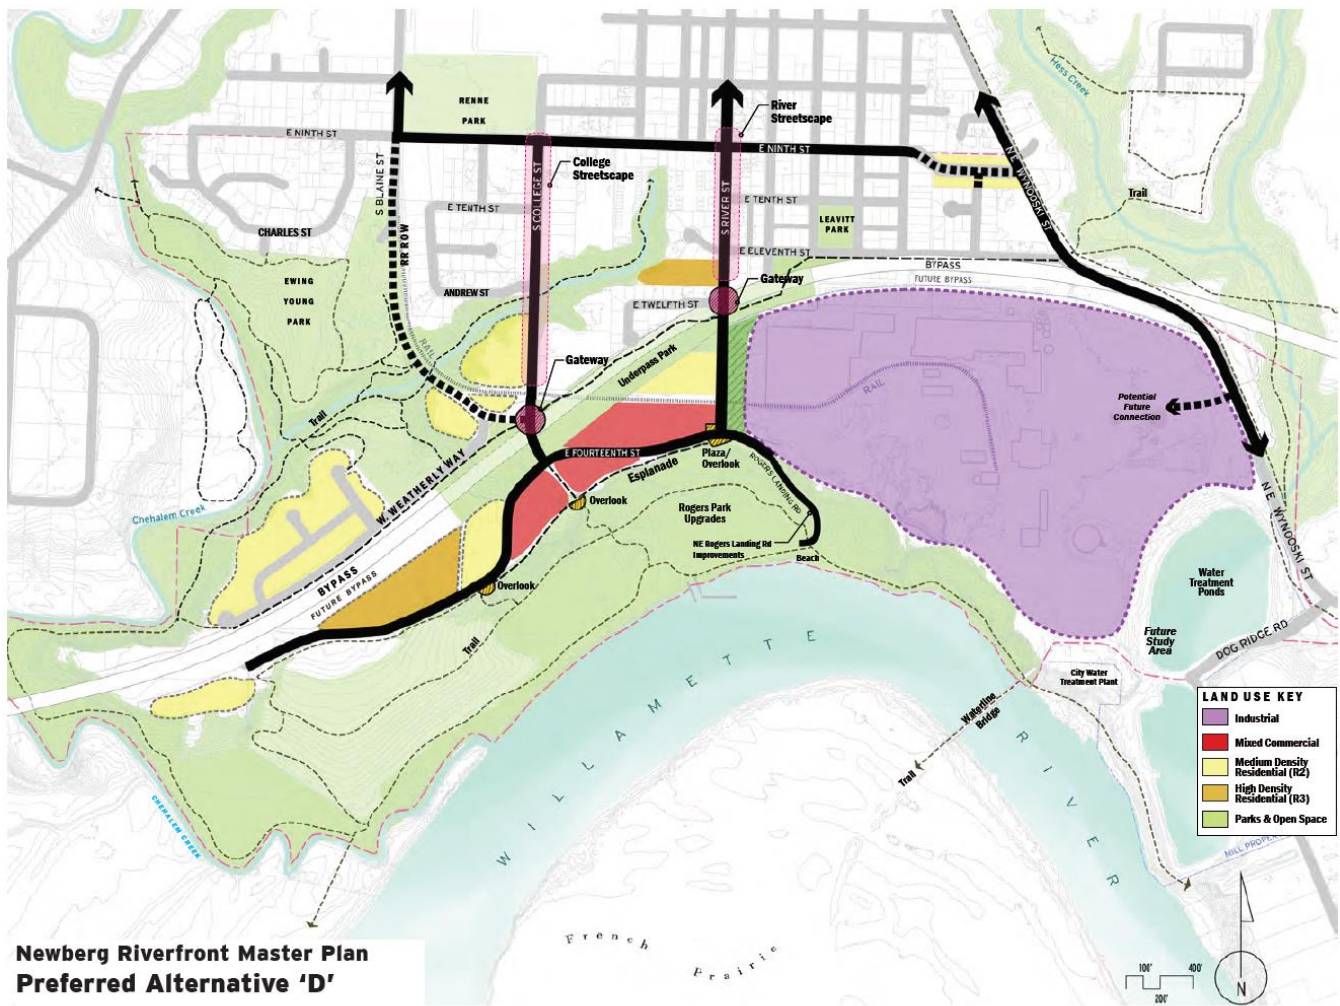 Hess Creek
RENNE
PARK
River
Streetscape
E NINTH ST
E NINTH ST
NE WYNOOSKI ST
S BLAINE ST
College
Streetscape
S COLLEGE ST
S RIVER ST
Trail
E TENTH ST
E TENTH ST
LEAVITT
PARK
CHARLES ST
RR ROW
E ELEVENTH ST
BYPASS
FUTURE BYPASS
EWING
YOUNG
PARK
ANDREW ST
Gateway
E TWELFTH ST
RAIL
Gateway
Underpass Park
RAIL
Potential
Future
Connection
Trail
E FOURTEENTH ST
Plaza/
Overlook
Esplanade
ROGERS LANDING RD
W. WEATHERLY WAY
Chehalem Creek
Overlook
Rogers Park
Upgrades
NE Rogers Landing Rd
Improvements
Beach
NE WYNOOSKI ST
BYPASS
FUTURE BYPASS
Overlook
Water
Treatment
Ponds
Trail
Future
Study
Area
DOG RIDGE RD
City Water
Treatment Plant
WILLAMETTE RIVER
Waterline
Bridge
Trail
CHEHALEM CREEK
LAND USE KEY
Industrial
Mixed Commercial
Medium Density
Residential (R2)
High Density
Residential (R3)
Parks & Open Space
French
Prairie
Newberg Riverfront Master Plan
Preferred Alternative ‘D’
100' 400'
200'
N